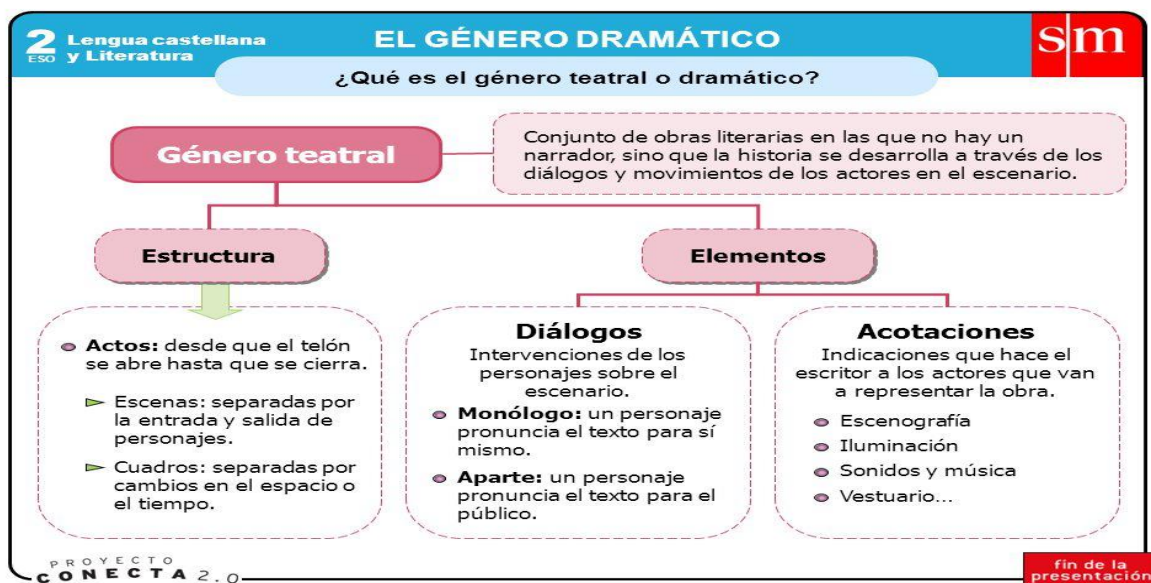 2 ESO Lengua castellana
y Literatura
EL GÉNERO DRAMÁTICO
sm
¿Qué es el género teatral o dramático?
Género teatral
Conjunto de obras literarias en las que no hay un
narrador, sino que la historia se desarrolla a través de los
diálogos y movimientos de los actores en el escenario.
Estructura
Elementos
Actos: desde que el telón
se abre hasta que se cierra.
Escenas: separadas por
la entrada y salida de
personajes.
Cuadros: separadas por
cambios en el espacio o
el tiempo.
Diálogos
Intervenciones de los
personajes sobre el
escenario.
Monólogo: un personaje
pronuncia el texto para sí
mismo.
Aparte: un personaje
pronuncia el texto para el
público.
Acotaciones
Indicaciones que hace el
escritor a los actores que van
a representar la obra.
Escenografía
Iluminación
Sonidos y música
Vestuario...
PROYECTO
CONECTA 2.0
fin de la
presentación